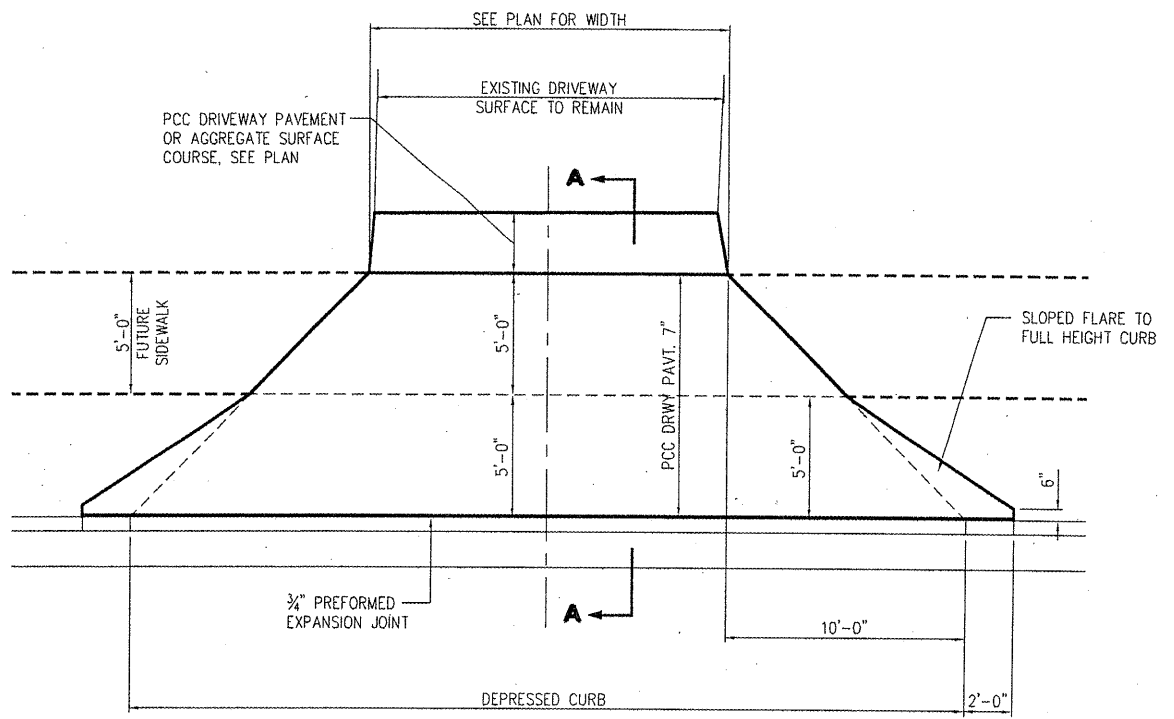 SEE PLAN FOR WIDTH
EXISTING DRIVEWAY
SURFACE TO REMAIN
PCC DRIVEWAY PAVEMENT
OR AGGREGATE SURFACE
COURSE, SEE PLAN
A
5'-0"
FUTURE
SIDEWALK
5'-0"
PCC DRWY PAVT. 7"
SLOPED FLARE TO
FULL HEIGHT CURB
5'-0"
5'-0"
6"
¾" PREFORMED
EXPANSION JOINT
A
10'-0"
DEPRESSED CURB
2'-0"